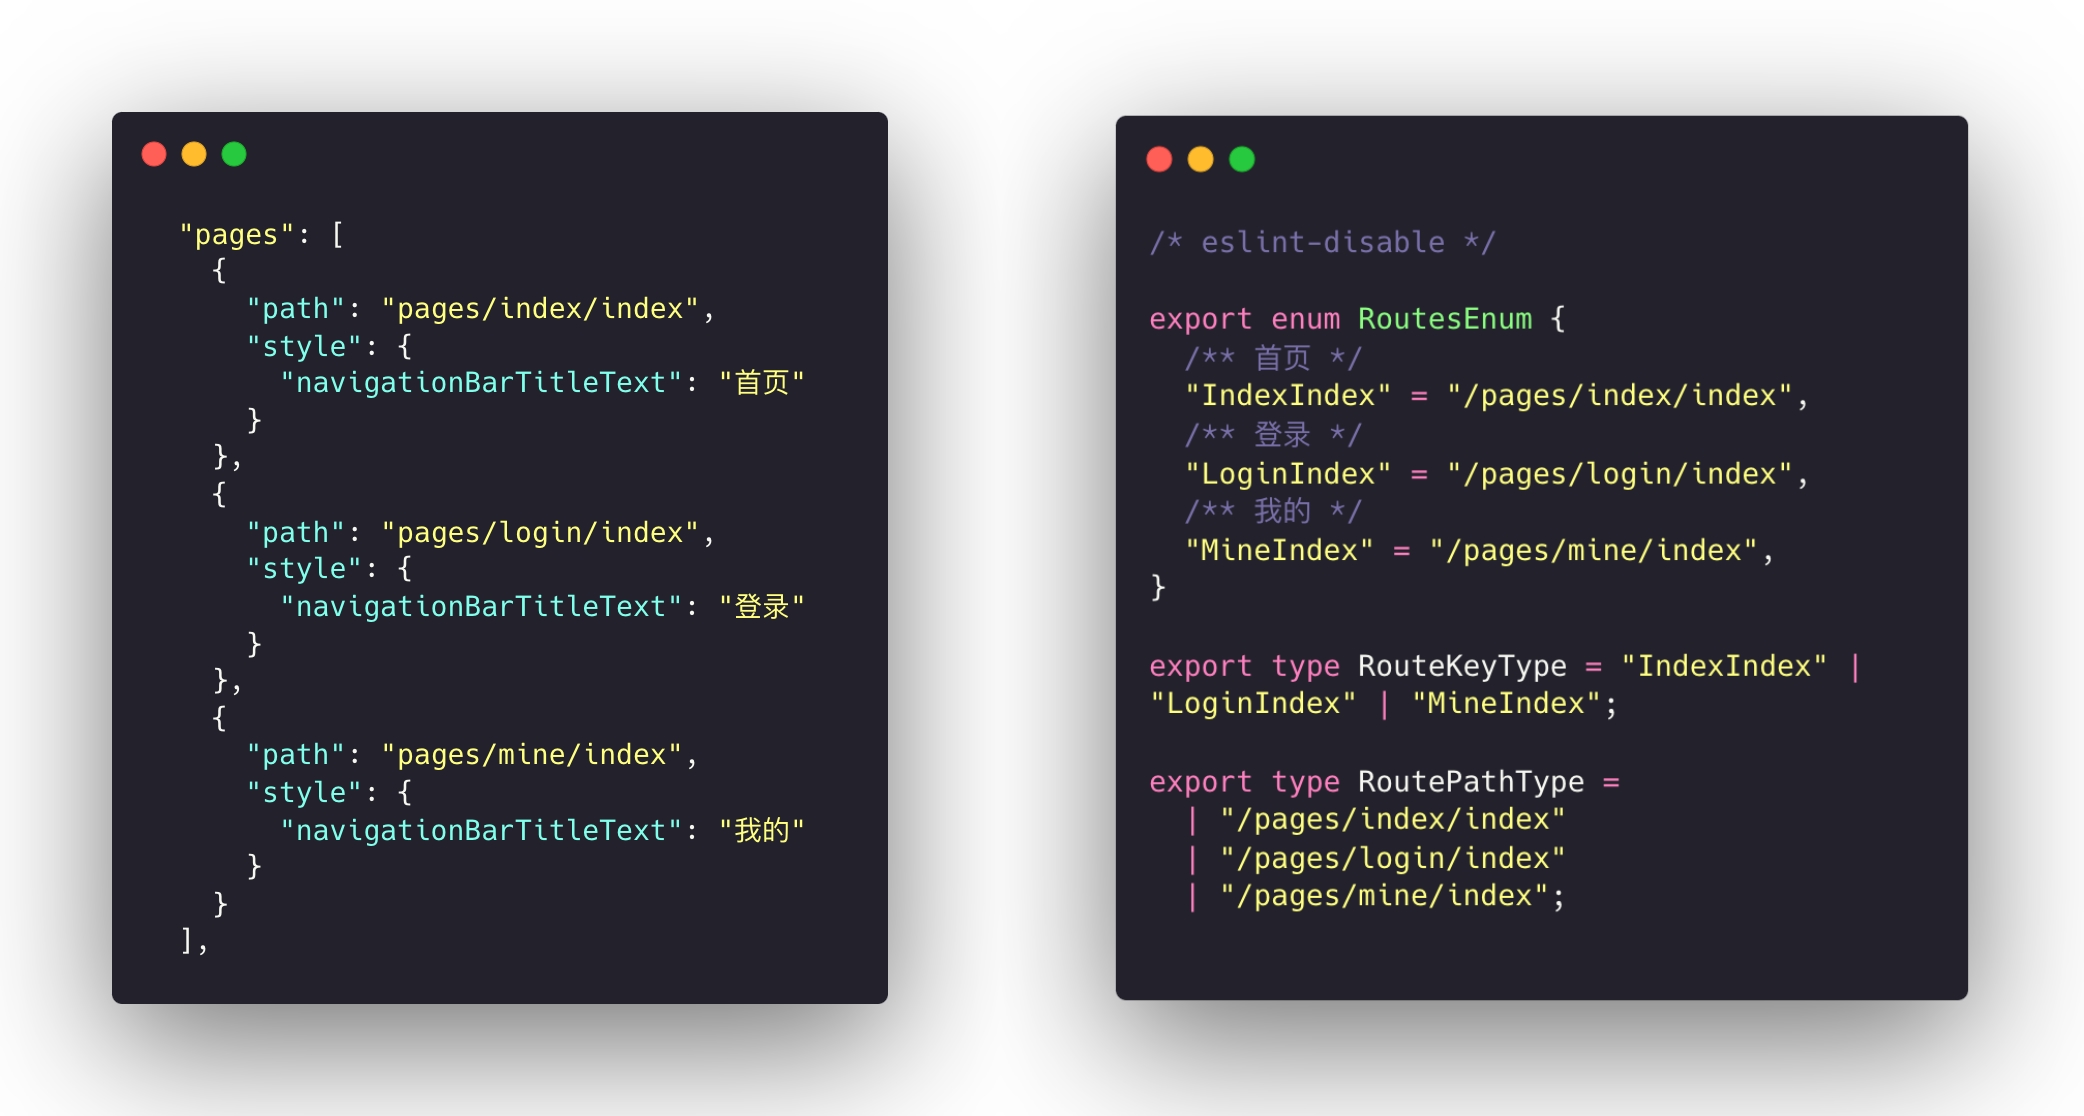 "pages": [
  {
    "path": "pages/index/index",
    "style": {
      "navigationBarTitleText": "首页"
    }
  },
  {
    "path": "pages/login/index",
    "style": {
      "navigationBarTitleText": "登录"
    }
  },
  {
    "path": "pages/mine/index",
    "style": {
      "navigationBarTitleText": "我的"
    }
  }
],
/* eslint-disable */
export enum RoutesEnum {
  /** 首页 */
  "IndexIndex" = "/pages/index/index",
  /** 登录 */
  "LoginIndex" = "/pages/login/index",
  /** 我的 */
  "MineIndex" = "/pages/mine/index",
}
export type RouteKeyType = "IndexIndex" |
"LoginIndex" | "MineIndex";
export type RoutePathType =
  | "/pages/index/index"
  | "/pages/login/index"
  | "/pages/mine/index";